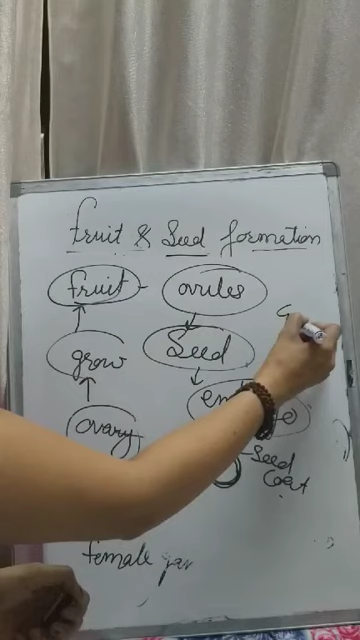 Fruit & Seed formation
fruit
ovules
grow
Seed
ovary
Seed
Coat
female